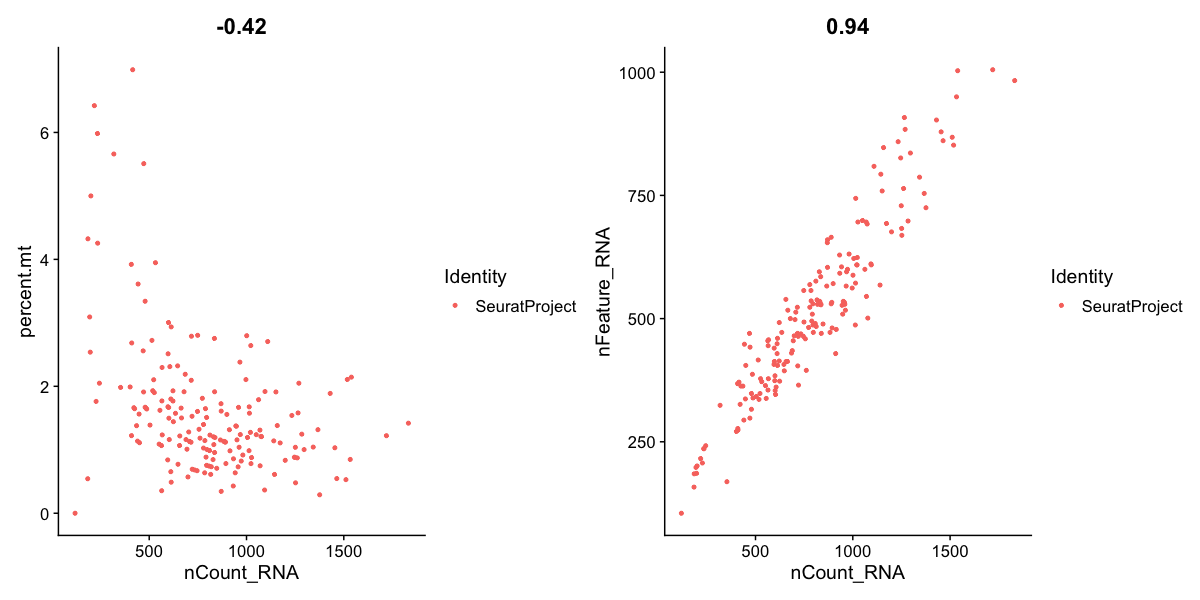 -0.42
percent.mt
6
4
2
0
500 1000 1500
nCount_RNA
Identity
SeuratProject
0.94
nFeature_RNA
1000
750
500
250
500 1000 1500
nCount_RNA
Identity
SeuratProject